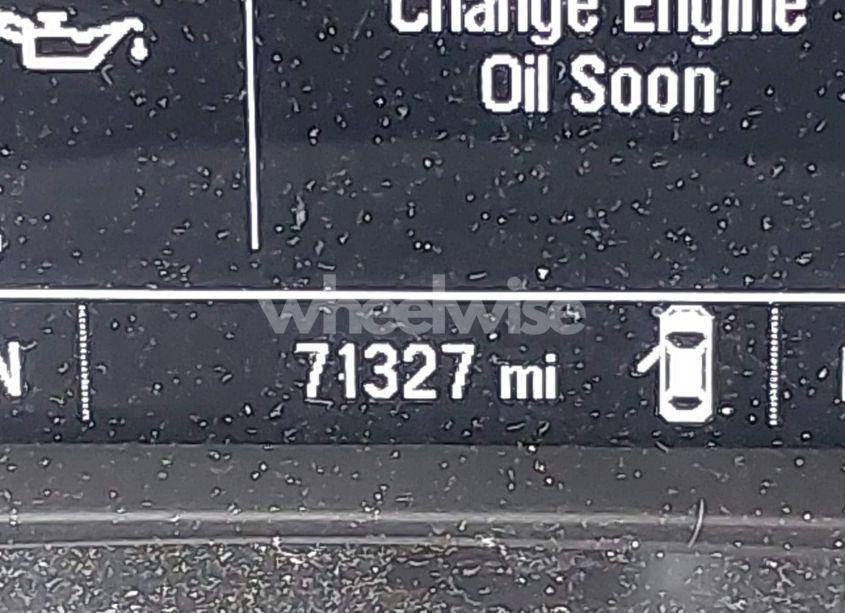 Change Engine
Oil Soon
wheelwise
N
71327 mi